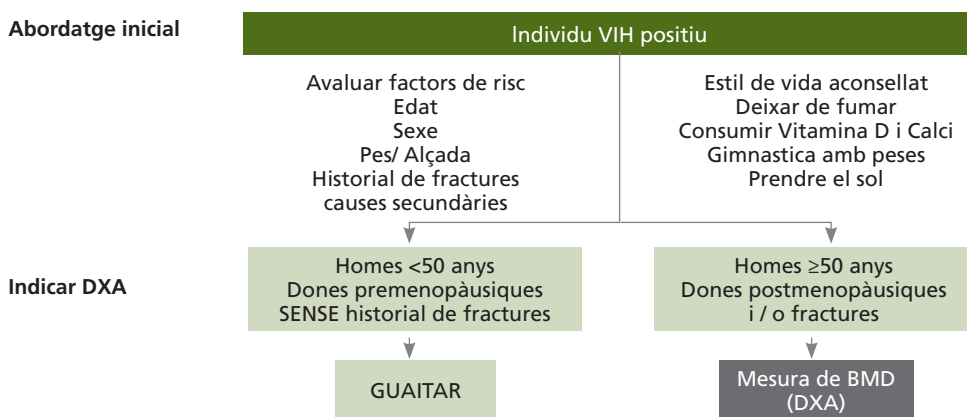 Abordatge inicial
Individu VIH positiu
Avaluar factors de risc
Edat
Sexe
Pes/ Alçada
Historial de fractures
causes secundàries
Estil de vida aconsellat
Deixar de fumar
Consumir Vitamina D i Calci
Gimnastica amb peses
Prendre el sol
Indicar DXA
Homes <50 anys
Dones premenopàusiques
SENSE historial de fractures
Homes ≥50 anys
Dones postmenopàusiques
i / o fractures
GUAITAR
Mesura de BMD
(DXA)